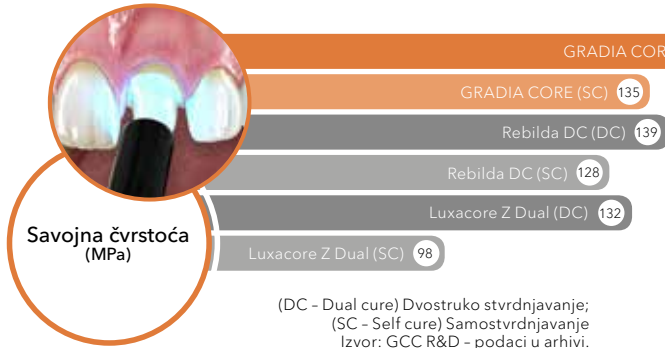 GRADIA COR
GRADIA CORE (SC) 135
Rebilda DC (DC) 139
Rebilda DC (SC) 128
Luxacore Z Dual (DC) 132
Luxacore Z Dual (SC) 98
Savojna čvrstoća
(MPa)
(DC – Dual cure) Dvostruko stvrdnjavanje;
(SC – Self cure) Samostvrdnjavanje
Izvor: GCC R&D – podaci u arhivi.